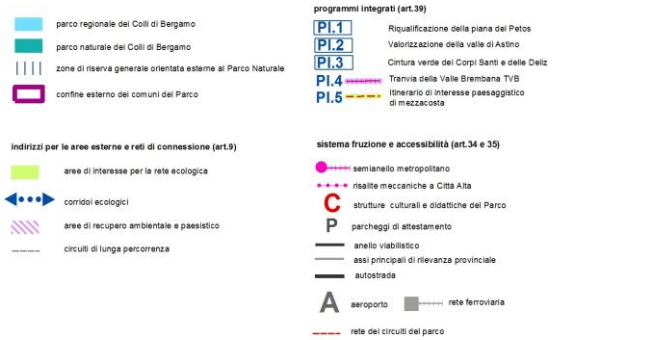 parco regionale dei Colli di Bergamo
parco naturale dei Colli di Bergamo
zone di riserva generale orientata esterne al Parco Naturale
confine esterno dei comuni del Parco
programmi integrati (art.39)
PI.1 Riqualificazione della piana del Petos
PI.2 Valorizzazione della valle di Astino
PI.3 Cintura verde dei Corpi Santi e delle Deliz
PI.4 Tranvia della Valle Brembana TVB
PI.5 Itinerario di interesse paesaggistico
di mezzacosta
indirizzi per le aree esterne e reti di connessione (art.9)
aree di interesse per la rete ecologica
corridoi ecologici
aree di recupero ambientale e paesistico
circuiti di lunga percorrenza
sistema fruzione e accessibilità (art.34 e 35)
semianello metropolitano
risalite meccaniche a Città Alta
C strutture culturali e didattiche del Parco
P parcheggi di attestamento
anello viabilistico
assi principali di rilevanza provinciale
autostrada
A aeroporto rete ferroviaria
rete dei circuiti del parco